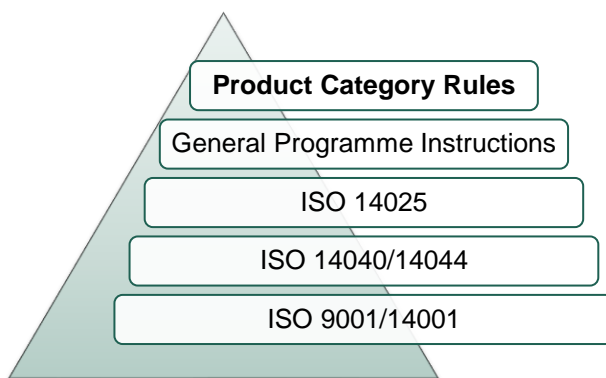 Product Category Rules
General Programme Instructions
ISO 14025
ISO 14040/14044
ISO 9001/14001